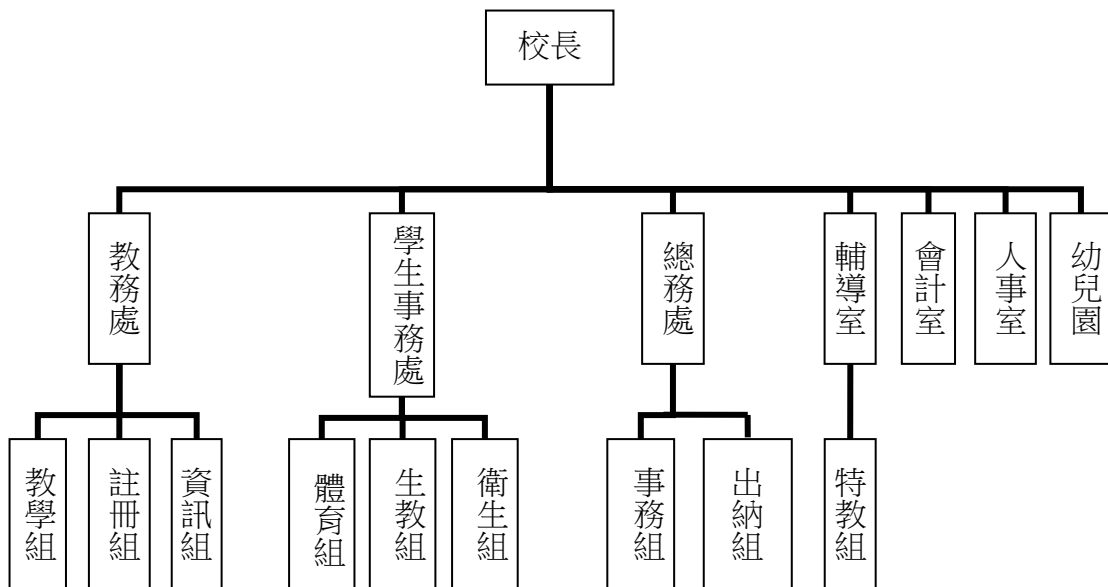 校長
教務處
學生事務處
總務處
輔導室
會計室
人事室
幼兒園
教學組
註冊組
資訊組
體育組
生教組
衛生組
事務組
出納組
特教組